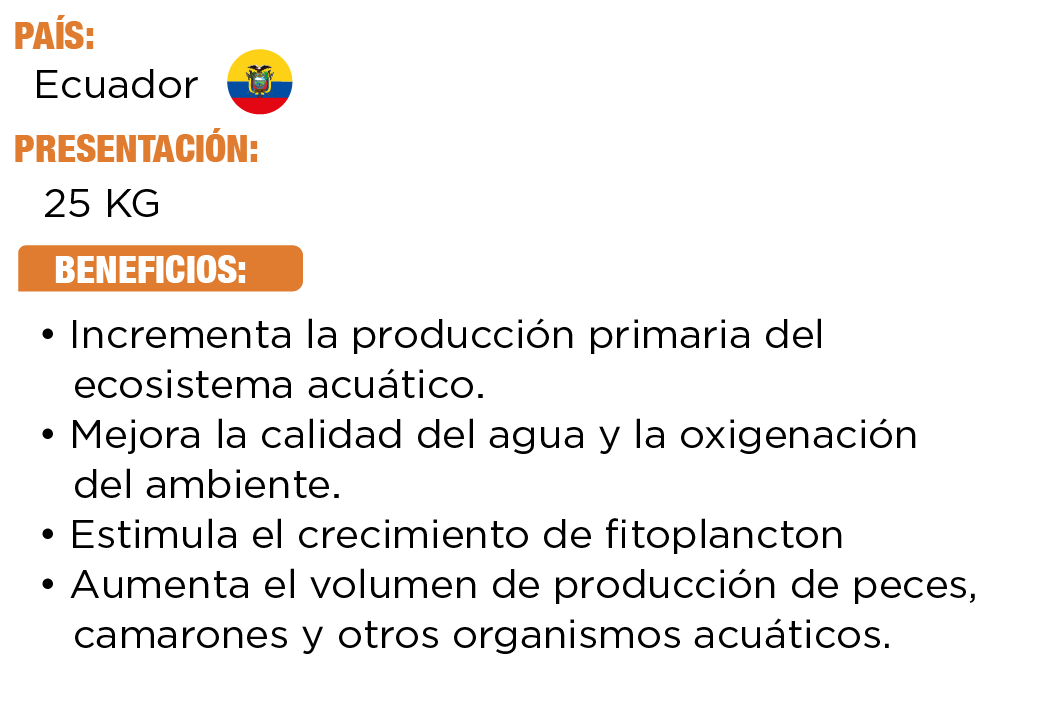 PAÍS:
Ecuador
PRESENTACIÓN:
25 KG
BENEFICIOS:
• Incrementa la producción primaria del
ecosistema acuático.
• Mejora la calidad del agua y la oxigenación
del ambiente.
• Estimula el crecimiento de fitoplancton
• Aumenta el volumen de producción de peces,
camarones y otros organismos acuáticos.